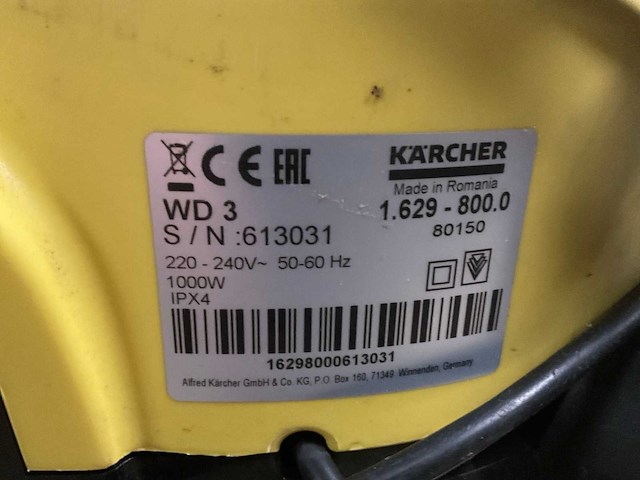 CE EAC
KÄRCHER
Made in Romania
WD 3
1.629 - 800.0
S / N :613031
80150
220 - 240V~ 50-60 Hz
1000W
IPX4
16298000613031
Alfred Kärcher GmbH & Co. KG, P.O. Box 160, 71349 Winnenden, Germany